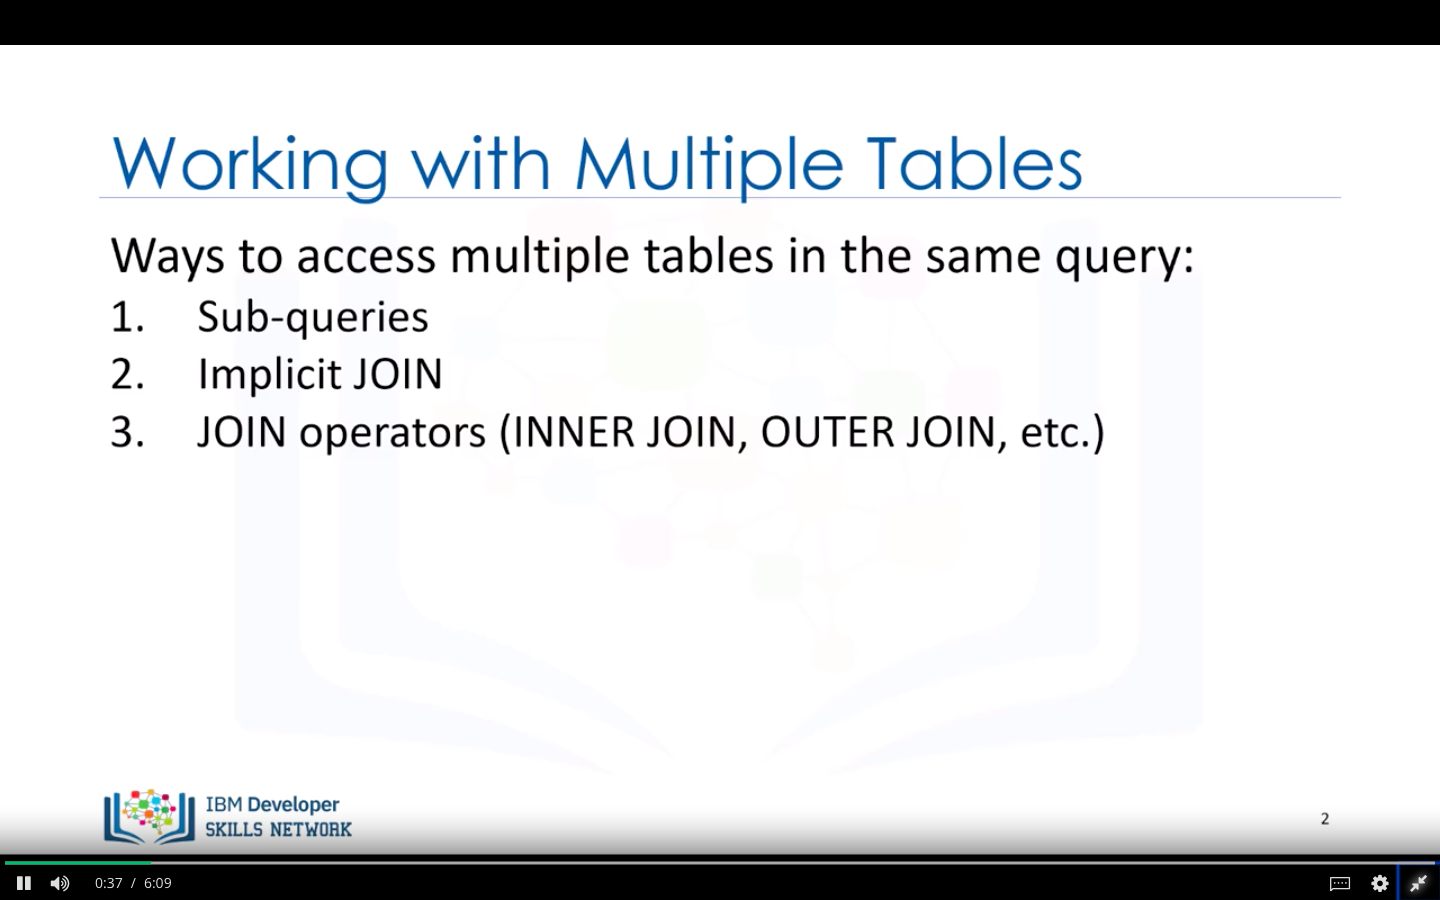 Working with Multiple Tables
Ways to access multiple tables in the same query:
1. Sub-queries
2. Implicit JOIN
3. JOIN operators (INNER JOIN, OUTER JOIN, etc.)
IBM Developer
SKILLS NETWORK
2
0:37 / 6:09